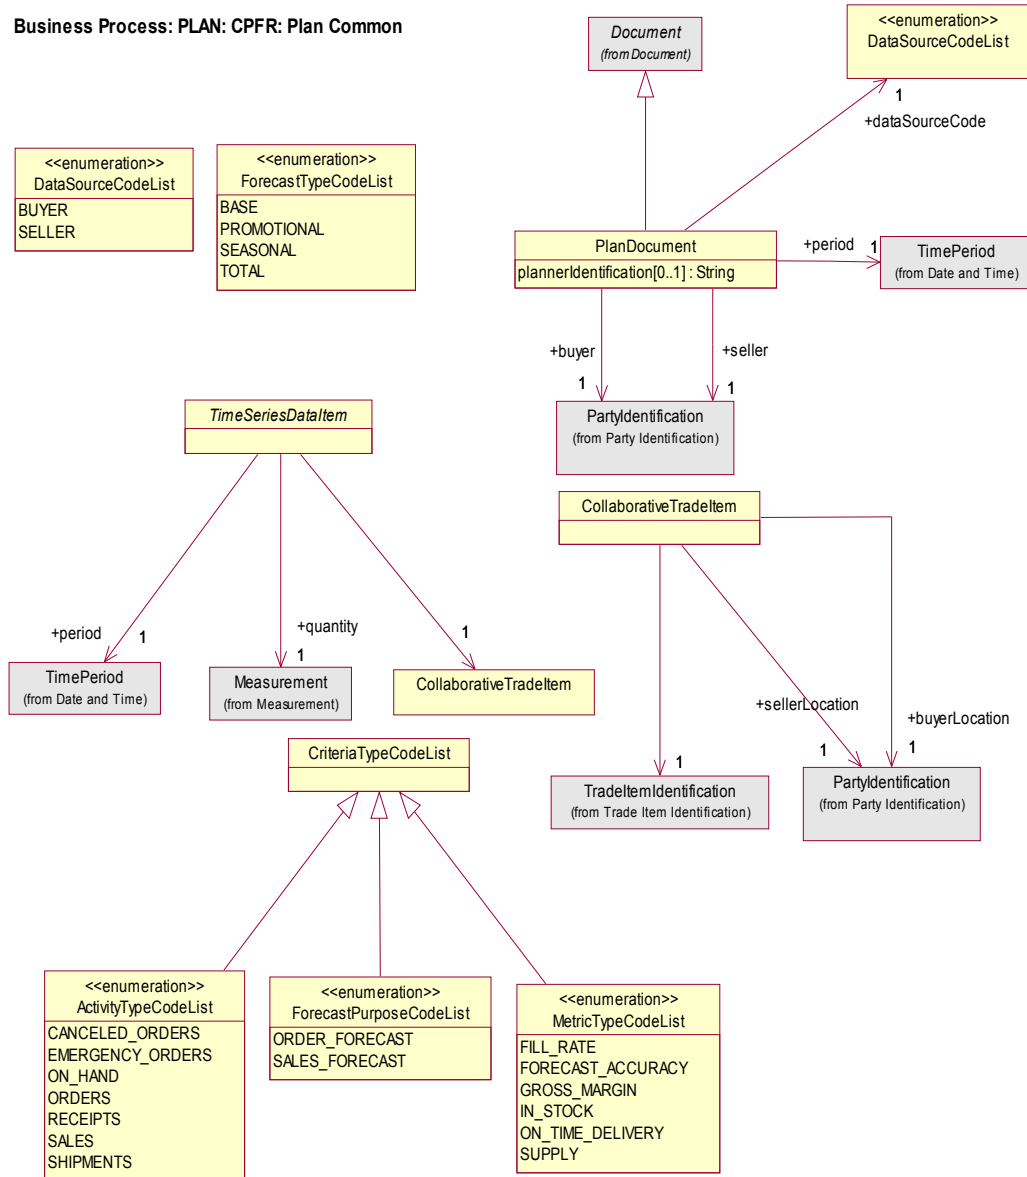 Business Process: PLAN: CPFR: Plan Common
Document
(from Document)
<<enumeration>>
DataSourceCodeList
1
+dataSourceCode
<<enumeration>>
DataSourceCodeList
BUYER
SELLER
<<enumeration>>
ForecastTypeCodeList
BASE
PROMOTIONAL
SEASONAL
TOTAL
PlanDocument
plannerIdentification[0..1] : String
+period
1
TimePeriod
(from Date and Time)
+buyer
1
+seller
1
PartyIdentification
(from Party Identification)
TimeSeriesDataItem
+period
1
+quantity
1
1
TimePeriod
(from Date and Time)
Measurement
(from Measurement)
CollaborativeTradeItem
CollaborativeTradeItem
+sellerLocation
+buyerLocation
1
1
1
TradeItemIdentification
(from Trade Item Identification)
PartyIdentification
(from Party Identification)
CriteriaTypeCodeList
<<enumeration>>
ActivityTypeCodeList
CANCELED_ORDERS
EMERGENCY_ORDERS
ON_HAND
ORDERS
RECEIPTS
SALES
SHIPMENTS
<<enumeration>>
ForecastPurposeCodeList
ORDER_FORECAST
SALES_FORECAST
<<enumeration>>
MetricTypeCodeList
FILL_RATE
FORECAST_ACCURACY
GROSS_MARGIN
IN_STOCK
ON_TIME_DELIVERY
SUPPLY